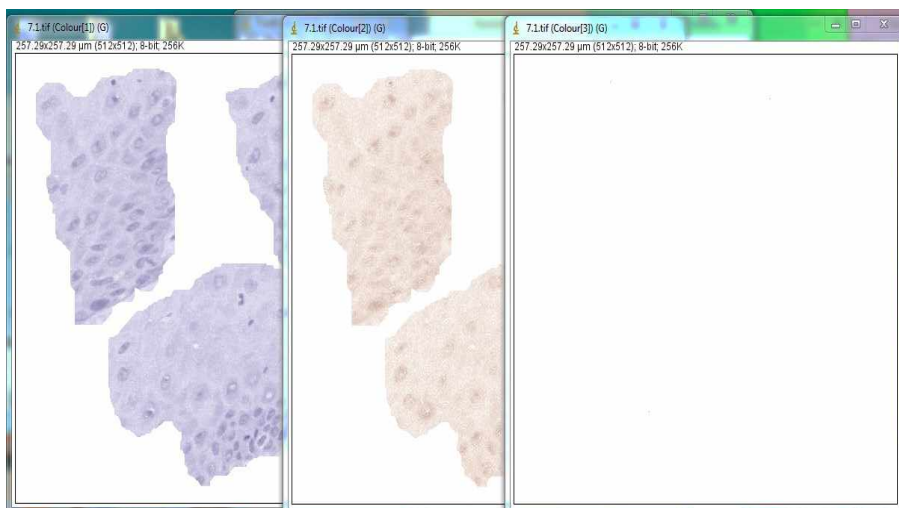 7.1.tif (Colour[1]) (G)
257.29x257.29 µm (512x512); 8-bit; 256K
7.1.tif (Colour[2]) (G)
257.29x257.29 µm (512x512); 8-bit; 256K
7.1.tif (Colour[3]) (G)
257.29x257.29 µm (512x512); 8-bit; 256K